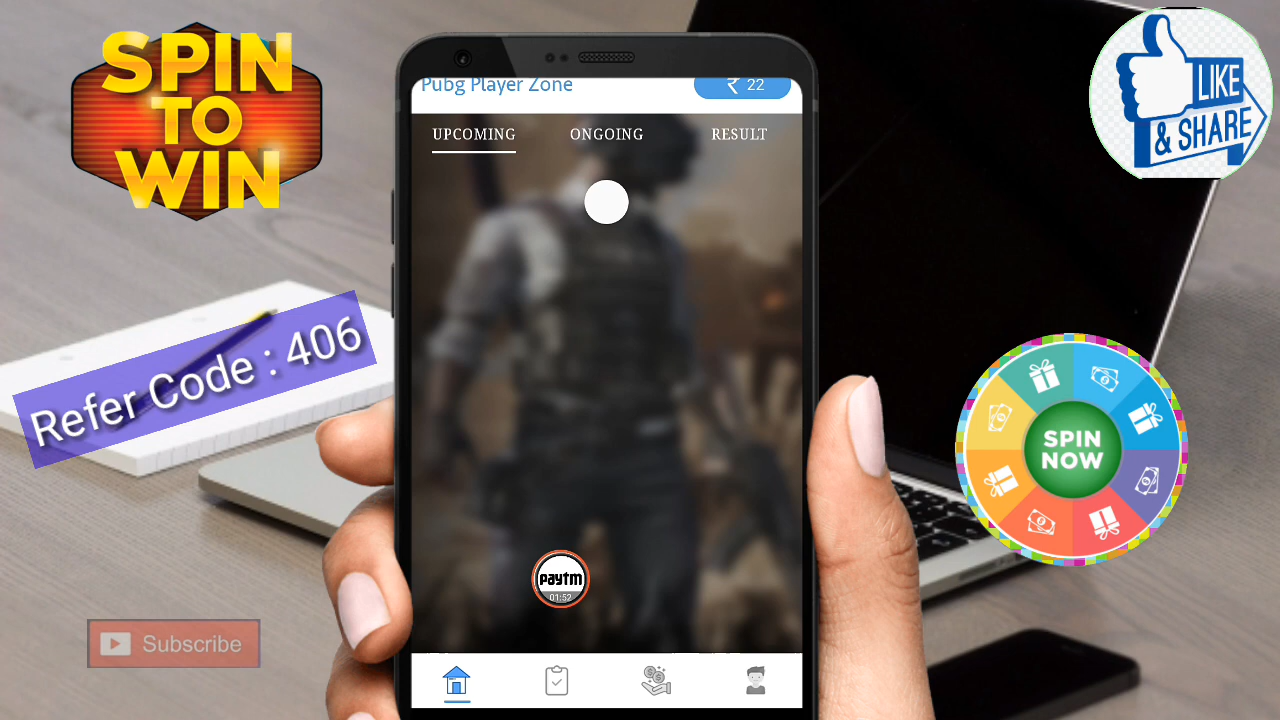 SPIN
TO
WIN
Pubg Player Zone
₹ 22
LIKE
& SHARE
UPCOMING
ONGOING
RESULT
Refer Code : 406
SPIN
NOW
paytm
01:52
Subscribe